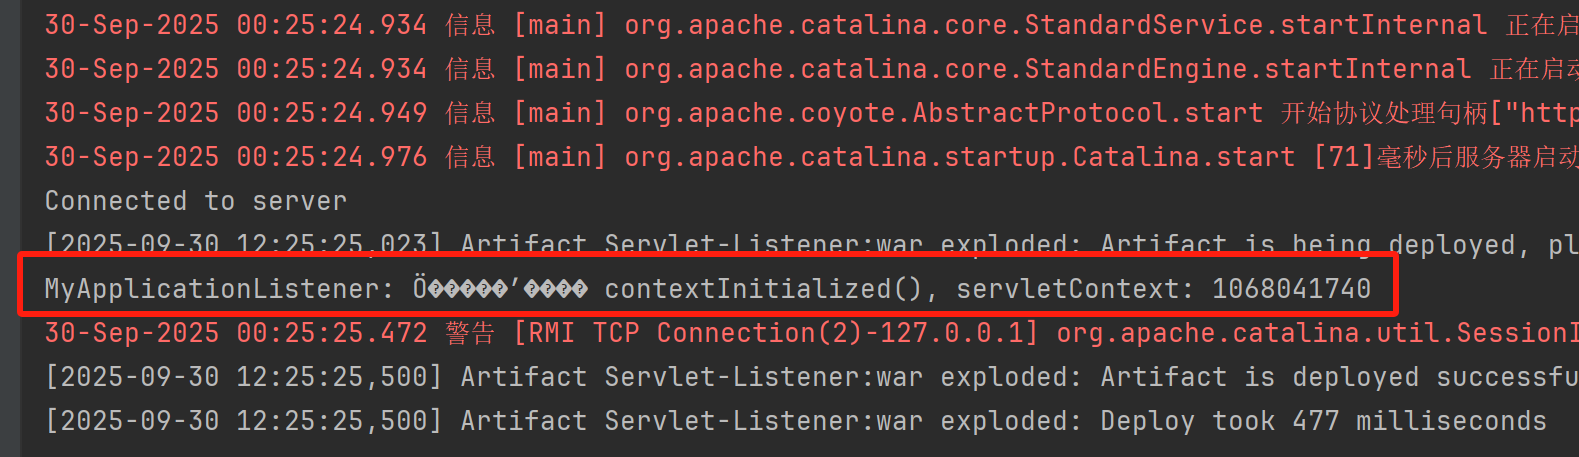 30-Sep-2025 00:25:24.934 信息 [main] org.apache.catalina.core.StandardService.startInternal 正在启
30-Sep-2025 00:25:24.934 信息 [main] org.apache.catalina.core.StandardEngine.startInternal 正在启动
30-Sep-2025 00:25:24.949 信息 [main] org.apache.coyote.AbstractProtocol.start 开始协议处理句柄["http
30-Sep-2025 00:25:24.976 信息 [main] org.apache.catalina.startup.Catalina.start [71]毫秒后服务器启动
Connected to server
[2025-09-30 12:25:25,023] Artifact Servlet-Listener:war exploded: Artifact is being deployed, pl
MyApplicationListener: Ö�����ʼ���� contextInitialized(), servletContext: 1068041740
30-Sep-2025 00:25:25.472 警告 [RMI TCP Connection(2)-127.0.0.1] org.apache.catalina.util.SessionI
[2025-09-30 12:25:25,500] Artifact Servlet-Listener:war exploded: Artifact is deployed successfu
[2025-09-30 12:25:25,500] Artifact Servlet-Listener:war exploded: Deploy took 477 milliseconds